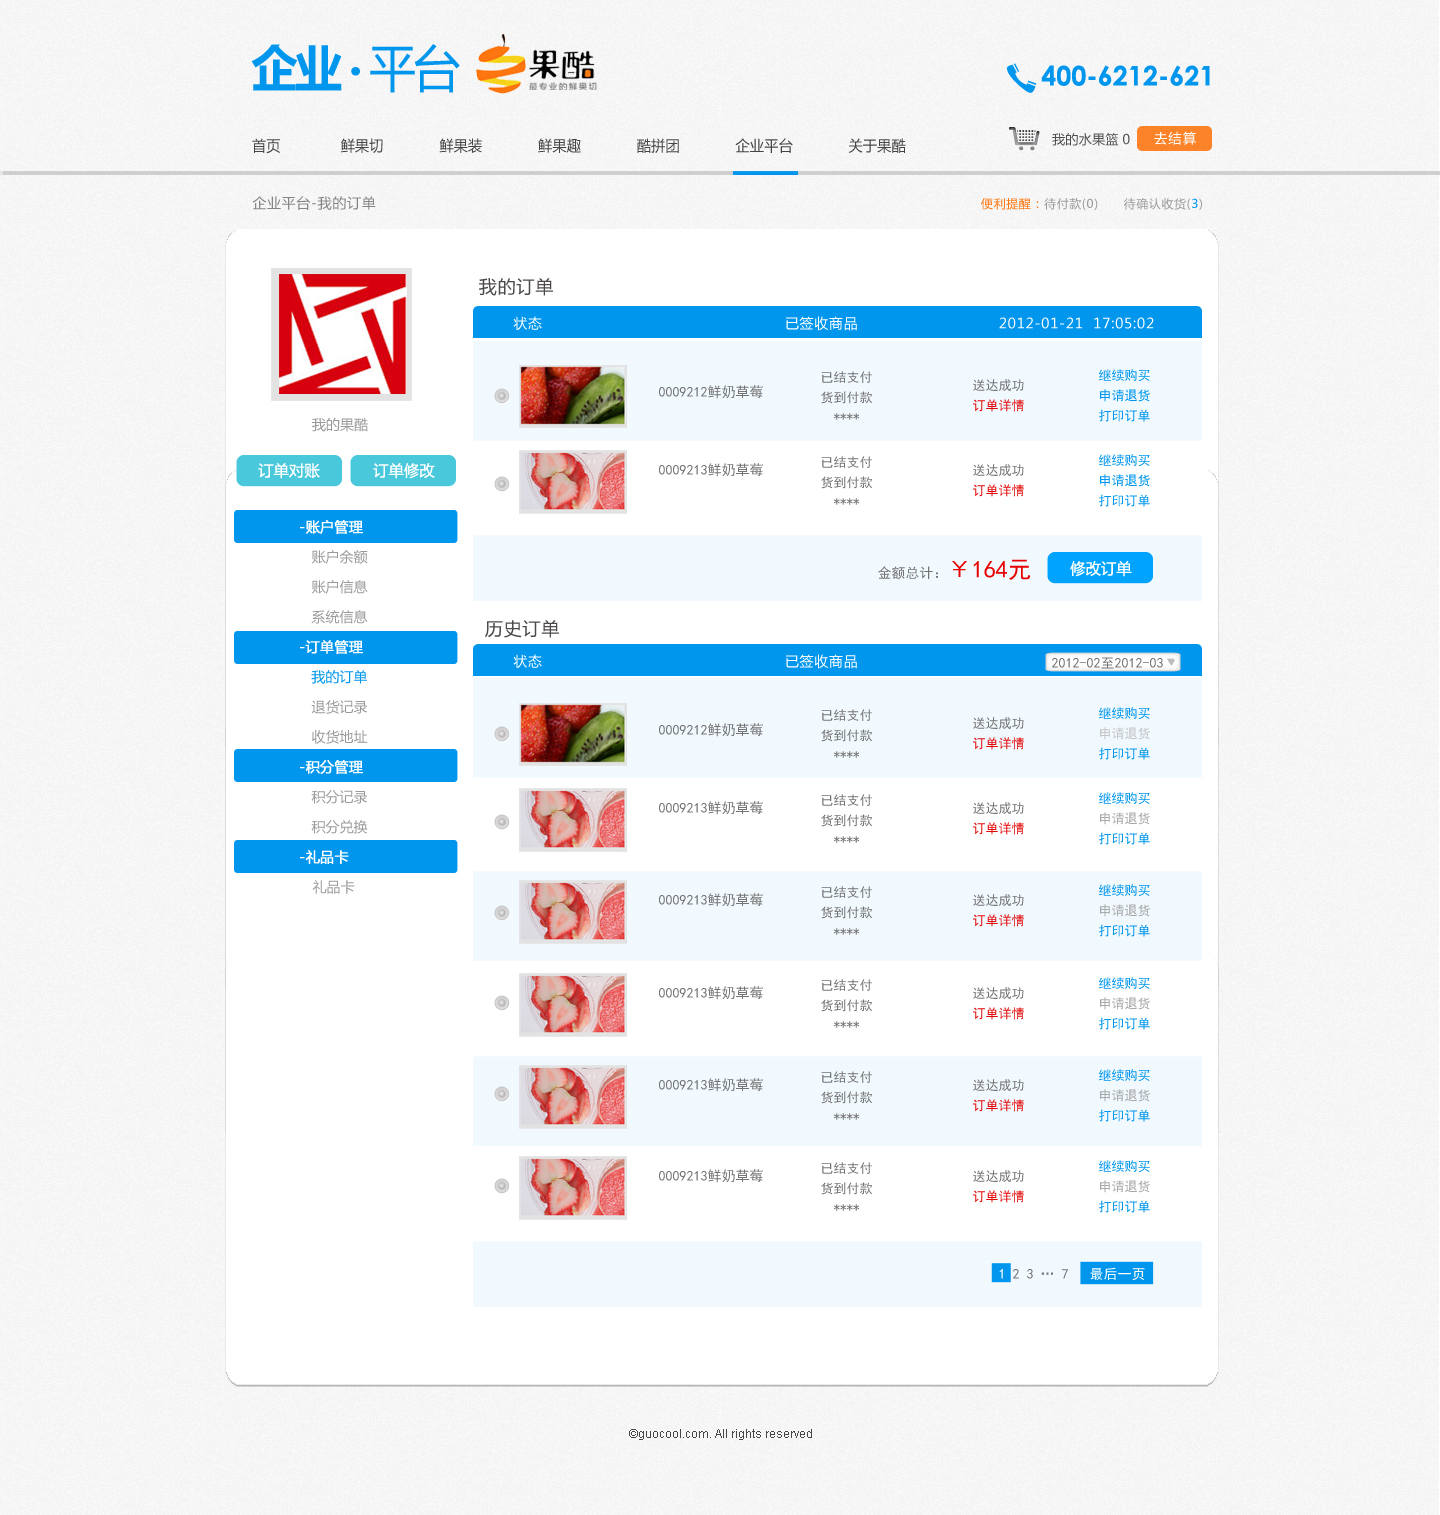 企业·平台 果酷
最专业的鲜果切
400-6212-621
首页 鲜果切 鲜果装 鲜果趣 酷拼团 企业平台 关于果酷
我的水果篮 0 去结算
企业平台-我的订单
便利提醒：待付款(0) 待确认收货(3)
我的果酷
订单对账 订单修改
-账户管理
账户余额
账户信息
系统信息
-订单管理
我的订单
退货记录
收货地址
-积分管理
积分记录
积分兑换
-礼品卡
礼品卡
我的订单
状态 已签收商品 2012-01-21 17:05:02
0009212鲜奶草莓
已结支付
货到付款
****
送达成功
订单详情
继续购买
申请退货
打印订单
0009213鲜奶草莓
已结支付
货到付款
****
送达成功
订单详情
继续购买
申请退货
打印订单
金额总计：￥164元 修改订单
历史订单
状态 已签收商品 2012-02至2012-03
0009212鲜奶草莓
已结支付
货到付款
****
送达成功
订单详情
继续购买
申请退货
打印订单
0009213鲜奶草莓
已结支付
货到付款
****
送达成功
订单详情
继续购买
申请退货
打印订单
0009213鲜奶草莓
已结支付
货到付款
****
送达成功
订单详情
继续购买
申请退货
打印订单
0009213鲜奶草莓
已结支付
货到付款
****
送达成功
订单详情
继续购买
申请退货
打印订单
0009213鲜奶草莓
已结支付
货到付款
****
送达成功
订单详情
继续购买
申请退货
打印订单
0009213鲜奶草莓
已结支付
货到付款
****
送达成功
订单详情
继续购买
申请退货
打印订单
1 2 3 ··· 7 最后一页
©guocool.com. All rights reserved